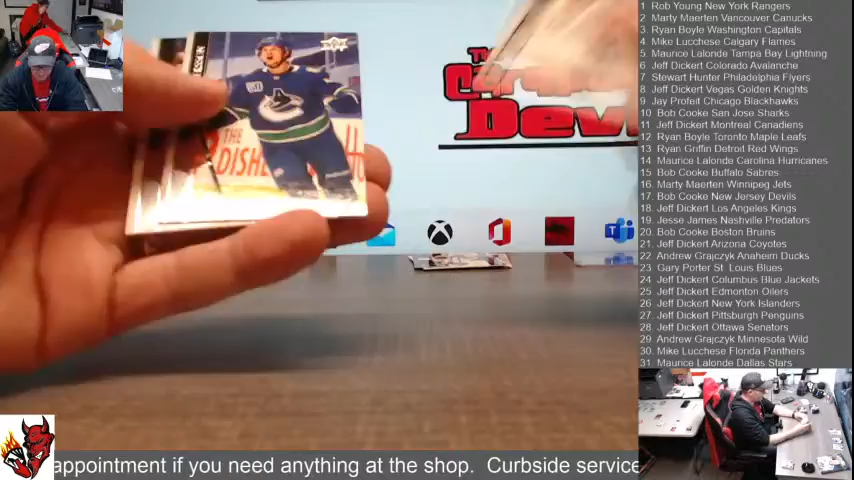 1 Rob Young New York Rangers
2 Marty Maerten Vancouver Canucks
3 Ryan Boyle Washington Capitals
4 Mike Lucchese Calgary Flames
5 Maurice Lalonde Tampa Bay Lightning
6 Jeff Dickert Colorado Avalanche
7 Stewart Hunter Philadelphia Flyers
8 Jeff Dickert Vegas Golden Knights
9 Jay Profeit Chicago Blackhawks
10 Bob Cooke San Jose Sharks
11 Jeff Dickert Montreal Canadiens
12 Ryan Boyle Toronto Maple Leafs
13 Ryan Griffin Detroit Red Wings
14 Maurice Lalonde Carolina Hurricanes
15 Bob Cooke Buffalo Sabres
16 Marty Maerten Winnipeg Jets
17 Bob Cooke New Jersey Devils
18 Jeff Dickert Los Angeles Kings
19 Jesse James Nashville Predators
20 Bob Cooke Boston Bruins
21 Jeff Dickert Arizona Coyotes
22 Andrew Grajczyk Anaheim Ducks
23 Gary Porter St Louis Blues
24 Jeff Dickert Columbus Blue Jackets
25 Jeff Dickert Edmonton Oilers
26 Jeff Dickert New York Islanders
27 Jeff Dickert Pittsburgh Penguins
28 Jeff Dickert Ottawa Senators
29 Andrew Grajczyk Minnesota Wild
30 Mike Lucchese Florida Panthers
31 Maurice Lalonde Dallas Stars
THE
DISH
The
Devi
appointment if you need anything at the shop. Curbside service